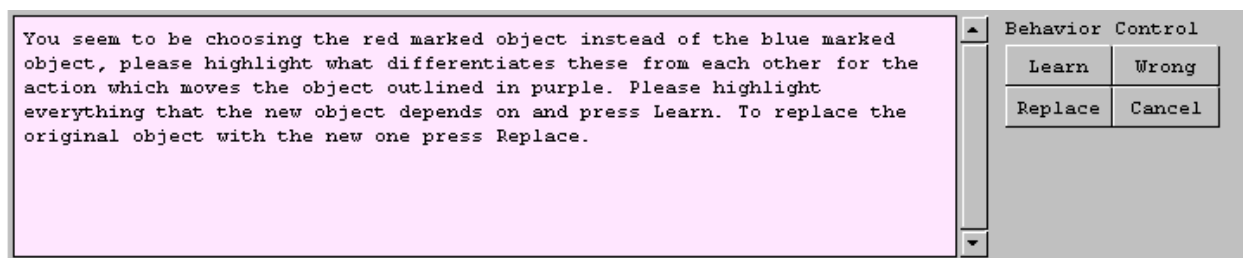 You seem to be choosing the red marked object instead of the blue marked
object, please highlight what differentiates these from each other for the
action which moves the object outlined in purple. Please highlight
everything that the new object depends on and press Learn. To replace the
original object with the new one press Replace.
Behavior Control
Learn Wrong
Replace Cancel